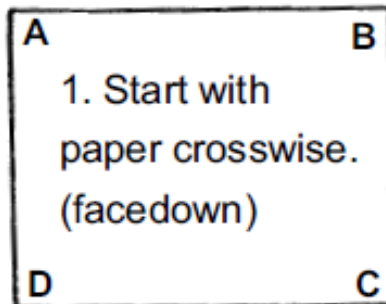 A B
1. Start with
paper crosswise.
(facedown)
D C